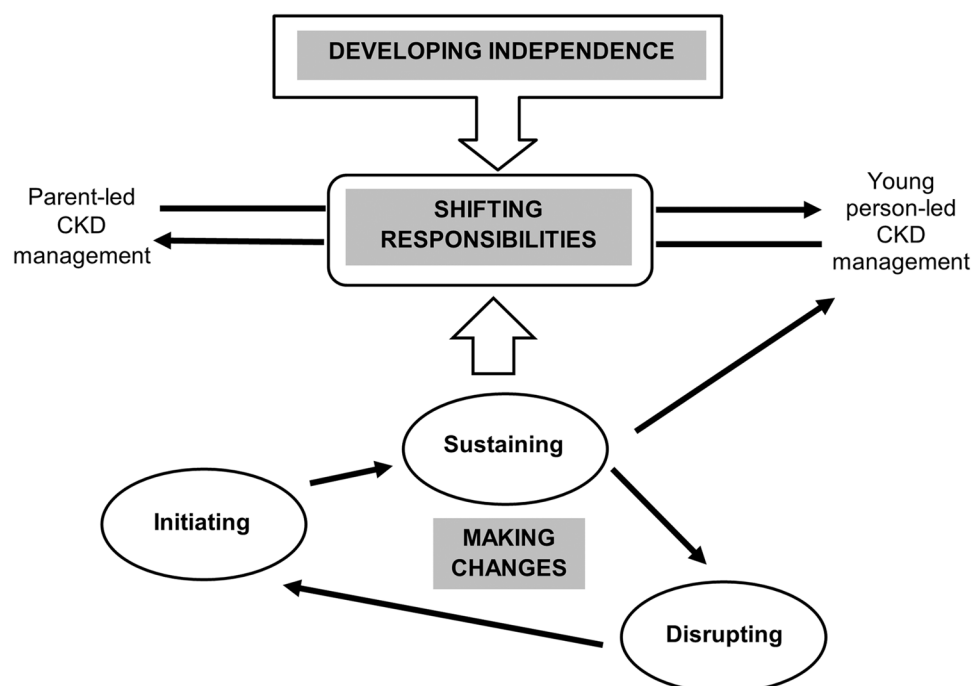 DEVELOPING INDEPENDENCE
Parent-led
CKD
management
SHIFTING
RESPONSIBILITIES
Young
person-led
CKD
management
Sustaining
Initiating
MAKING
CHANGES
Disrupting